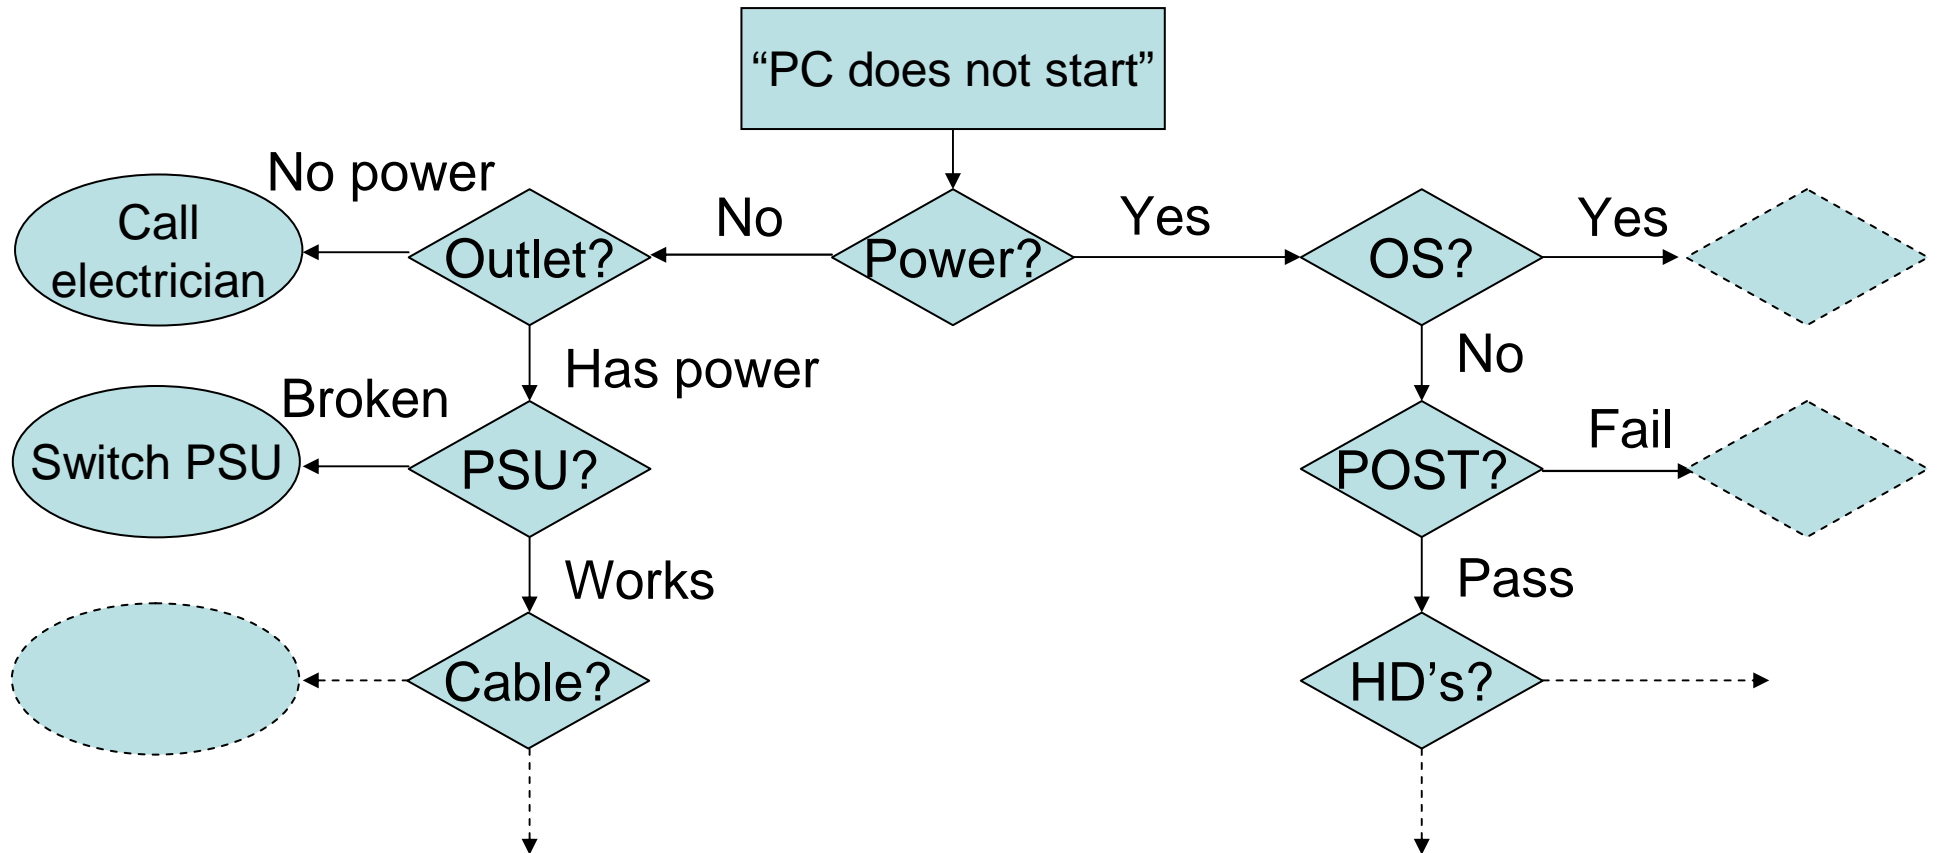 “PC does not start”
No power
No
Yes
Yes
Call
electrician
Outlet?
Power?
OS?
Has power
No
Broken
Fail
Switch PSU
PSU?
POST?
Works
Pass
Cable?
HD’s?